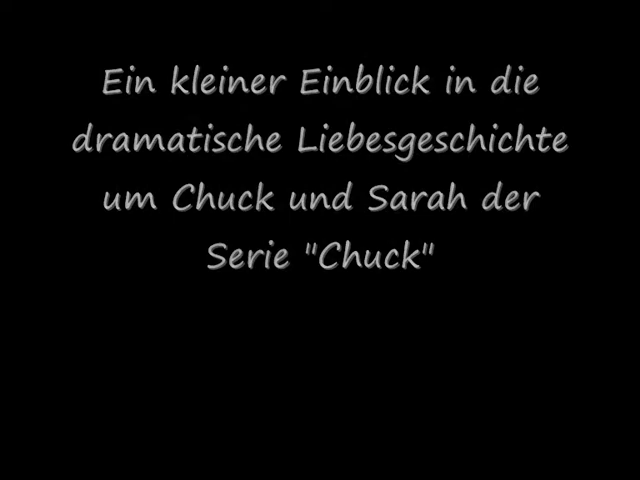 Ein kleiner Einblick in die
dramatische Liebesgeschichte
um Chuck und Sarah der
Serie "Chuck"